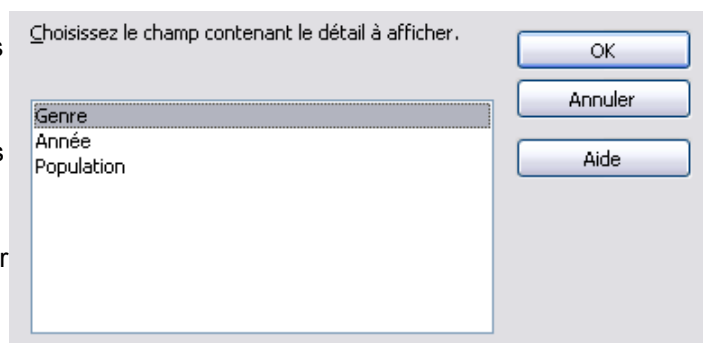 Choisissez le champ contenant le détail à afficher.
OK
Annuler
Genre
Année
Population
Aide
s
s
r